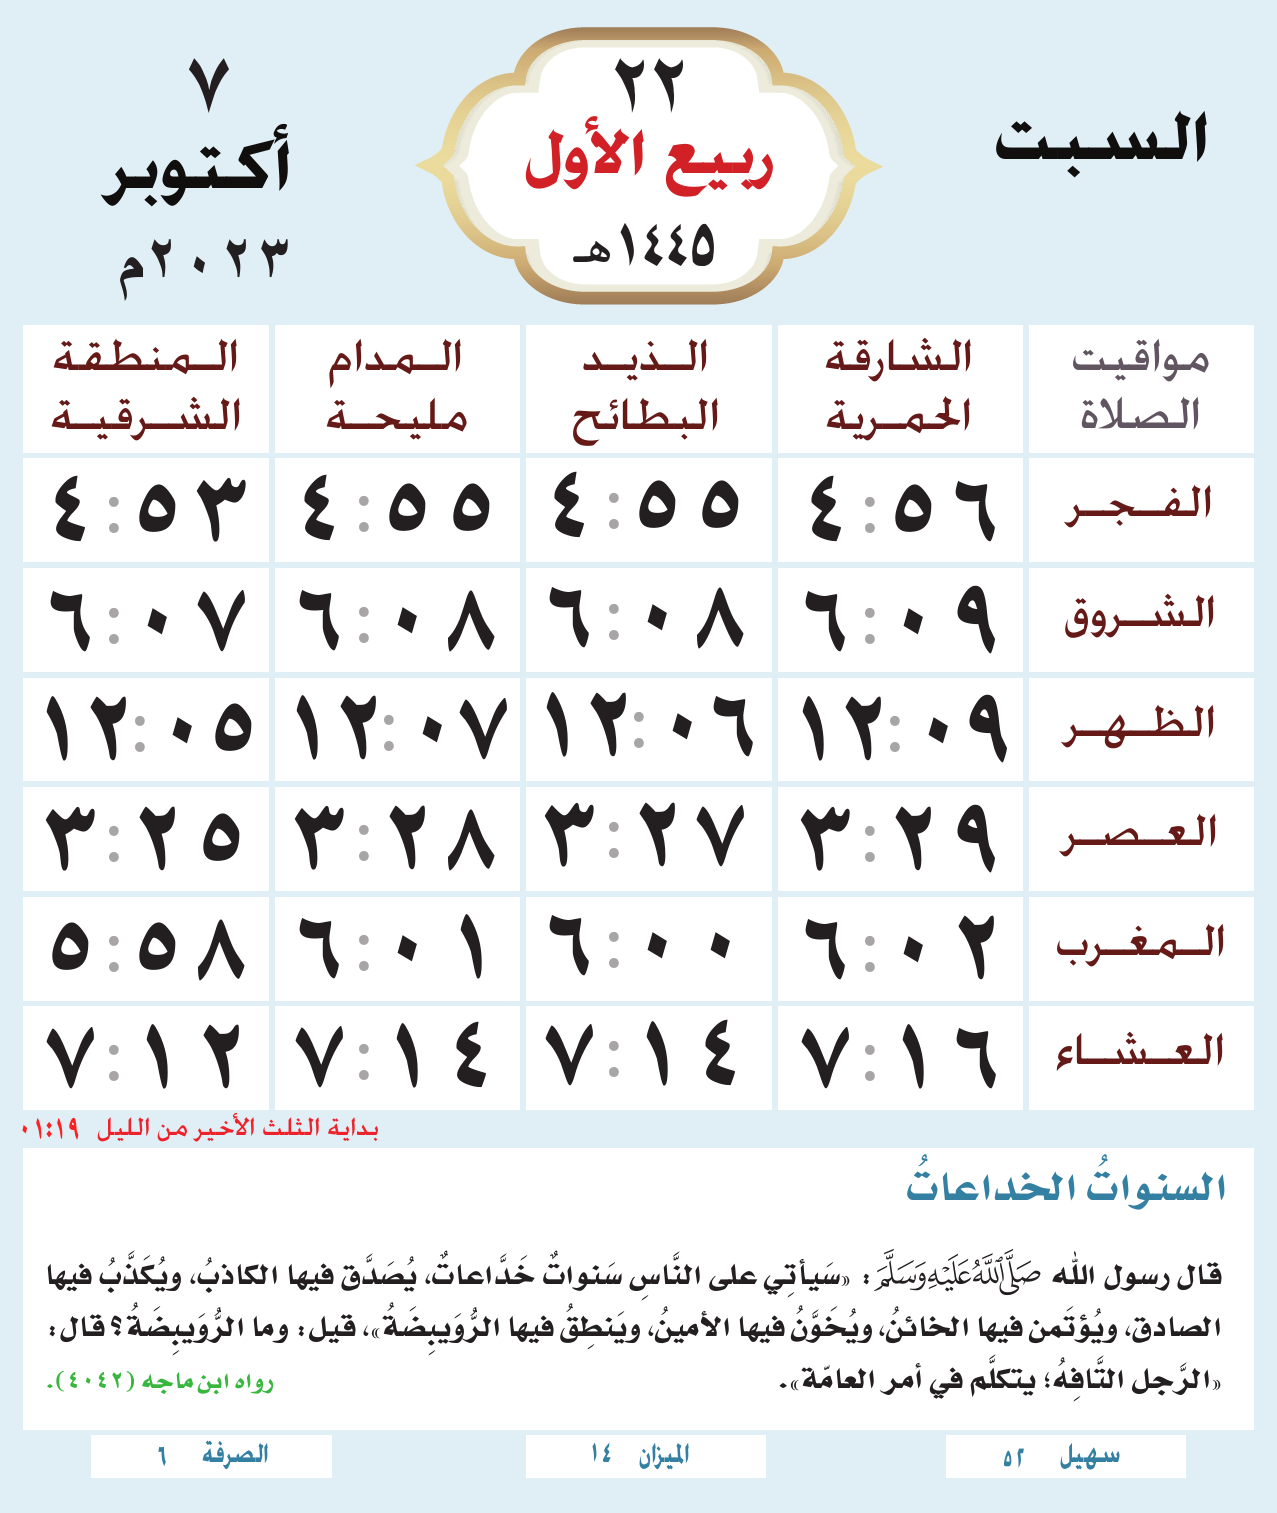 السبت
٢٢
ربيع الأول
١٤٤٥هـ
٧
أكتوبر
٢٠٢٣م
مواقيت الصلاة	الشارقة الحمرية	الذيد البطائح	المدام مليحة	المنطقة الشرقية
الفجر	٤:٥٦	٤:٥٥	٤:٥٥	٤:٥٣
الشروق	٦:٠٩	٦:٠٨	٦:٠٨	٦:٠٧
الظهر	١٢:٠٩	١٢:٠٦	١٢:٠٧	١٢:٠٥
العصر	٣:٢٩	٣:٢٧	٣:٢٨	٣:٢٥
المغرب	٦:٠٢	٦:٠٠	٦:٠١	٥:٥٨
العشاء	٧:١٦	٧:١٤	٧:١٤	٧:١٢
بداية الثلث الأخير من الليل ٠١:١٩
السنواتُ الخداعاتُ
قال رسول الله ﷺ: «سَيأتِي على النَّاسِ سَنواتٌ خَدَّاعاتٌ، يُصَدَّق فيها الكاذبُ، ويُكَذَّبُ فيها
الصادق، ويُؤتَمن فيها الخائنُ، ويُخَوَّنُ فيها الأمينُ، ويَنطِقُ فيها الرُّوَيبِضَةُ»، قيل: وما الرُّوَيبِضَةُ؟ قال:
«الرَّجل التَّافِهُ؛ يتكلَّم في أمر العامّة». رواه ابن ماجه (٤٠٤٢).
سهيل ٥٢	الميزان ١٤	الصرفة ٦